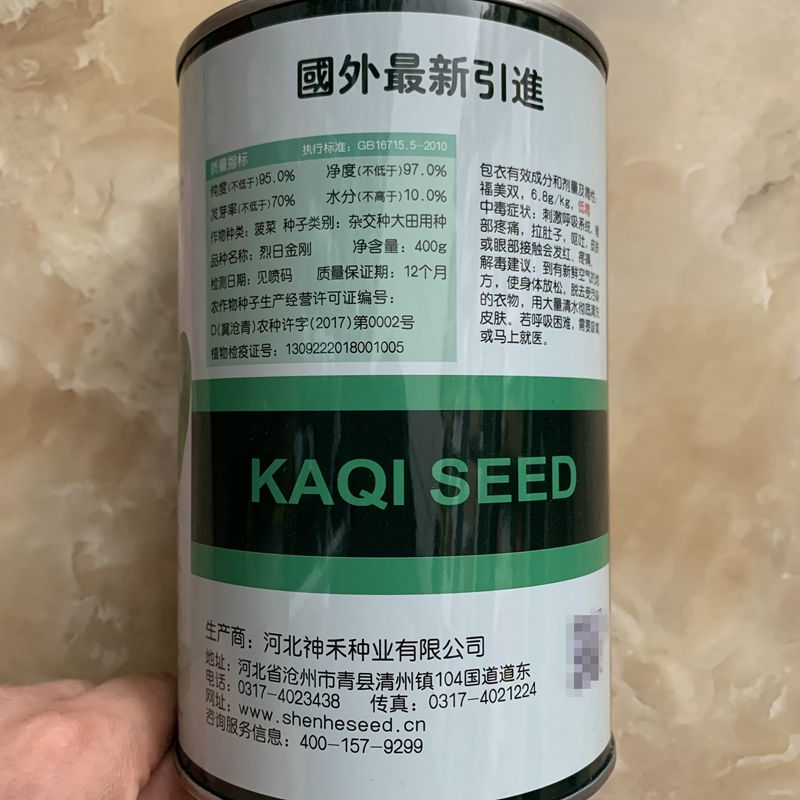 國外最新引進
质量指标 执行标准：GB16715.5-2010
纯度(不低于)95.0% 净度(不低于)97.0%
发芽率(不低于)70% 水分(不高于)10.0%
作物种类：菠菜 种子类别：杂交种大田用种
品种名称：烈日金刚 净含量：400g
检测日期：见喷码 质量保证期：12个月
农作物种子生产经营许可证编号：
D(冀沧青)农种许字(2017)第0002号
植物检疫证号：1309222018001005
包衣有效成分和剂量及毒性：
福美双，6.8g/kg，低毒
中毒症状：刺激呼吸系统，
部疼痛，拉肚子，呕吐，皮肤
或眼部接触会发红、疼痛。
解毒建议：到有新鲜空气的地
方，使身体放松，脱去受污染
的衣物，用大量清水彻底清洗
皮肤。若呼吸困难，需要吸氧
或马上就医。
KAQI SEED
生产商：河北神禾种业有限公司
地址：河北省沧州市青县清州镇104国道道东
电话：0317-4023438 传真：0317-4021224
网址：www.shenheseed.cn
咨询服务信息：400-157-9299